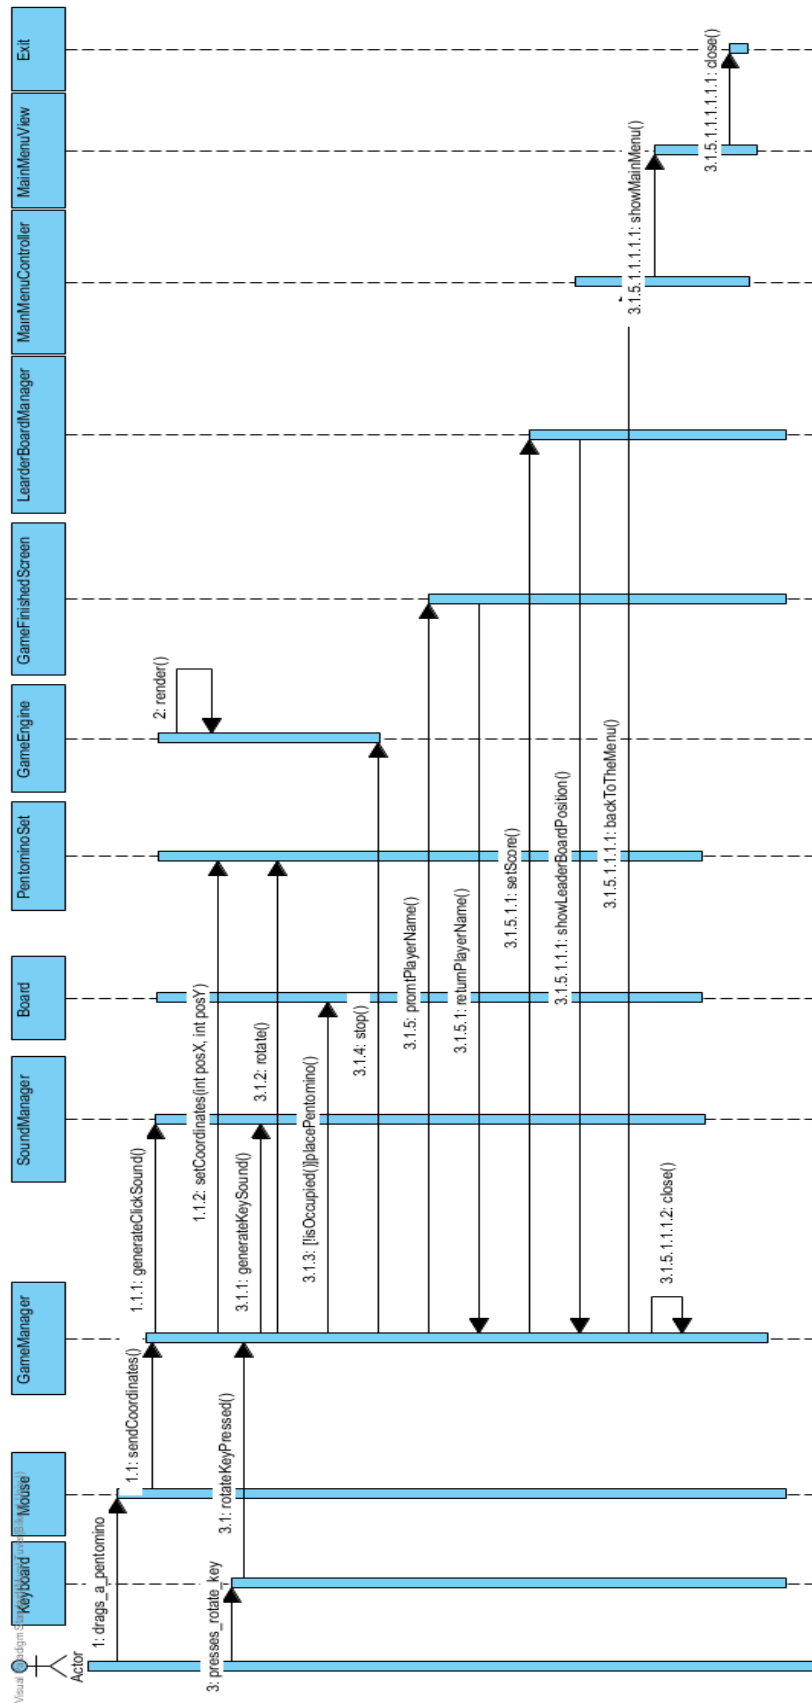 Actor
Keyboard
Mouse
GameManager
SoundManager
Board
PentominoSet
GameEngine
GameFinishedScreen
LearderBoardManager
MainMenuController
MainMenuView
Exit
1: drags_a_pentomino
1.1: sendCoordinates()
1.1.1: generateClickSound()
2: render()
1.1.2: setCoordinates(int posX, int posY)
3: presses_rotate_key
3.1: rotateKeyPressed()
3.1.1: generateKeySound()
3.1.2: rotate()
3.1.3: [!isOccupied()]placePentomino()
3.1.4: stop()
3.1.5: promtPlayerName()
3.1.5.1: returnPlayerName()
3.1.5.1.1: setScore()
3.1.5.1.1.1: showLeaderBoardPosition()
3.1.5.1.1.1.1: backToTheMenu()
3.1.5.1.1.1.1.1: showMainMenu()
3.1.5.1.1.1.2: close()
3.1.5.1.1.1.1.1.1: close()